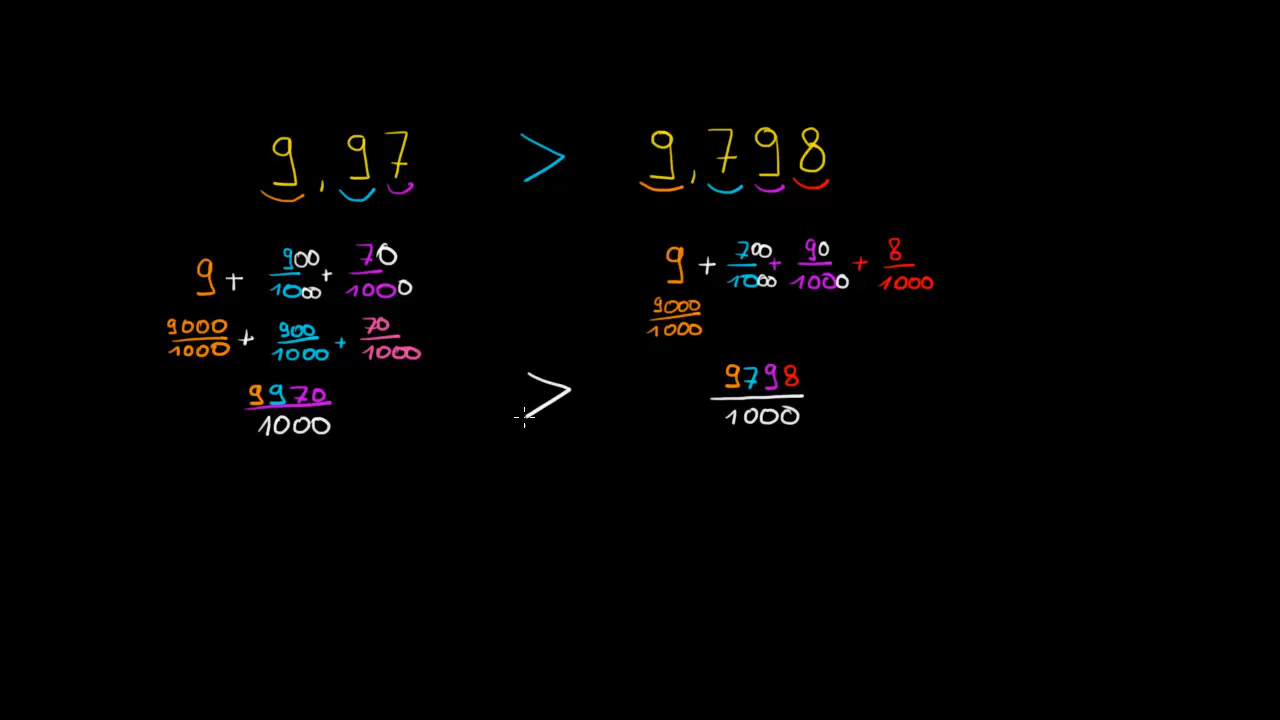 9,97 > 9,798
9 + 900/1000 + 70/1000
9 + 700/1000 + 90/1000 + 8/1000
9000/1000 + 900/1000 + 70/1000
9000/1000
9970/1000 > 9798/1000